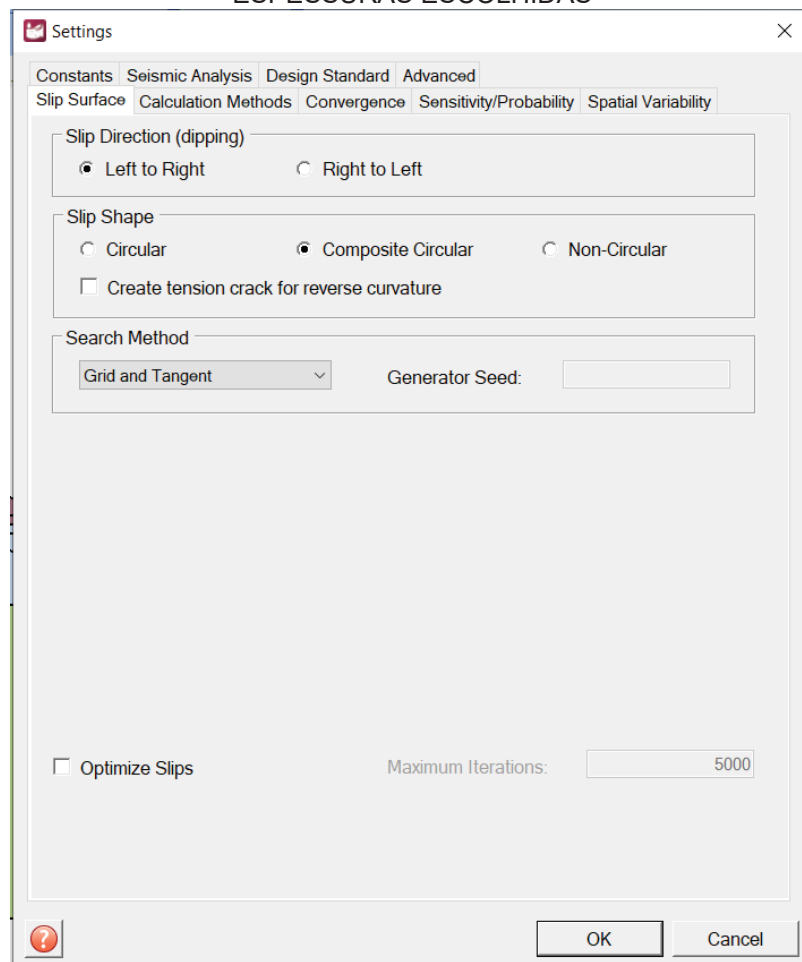 ESPESSURAS ESCOLHIDAS
Settings
Constants Seismic Analysis Design Standard Advanced
Slip Surface Calculation Methods Convergence Sensitivity/Probability Spatial Variability
Slip Direction (dipping)
Left to Right Right to Left
Slip Shape
Circular Composite Circular Non-Circular
Create tension crack for reverse curvature
Search Method
Grid and Tangent Generator Seed:
Optimize Slips Maximum Iterations: 5000
OK Cancel